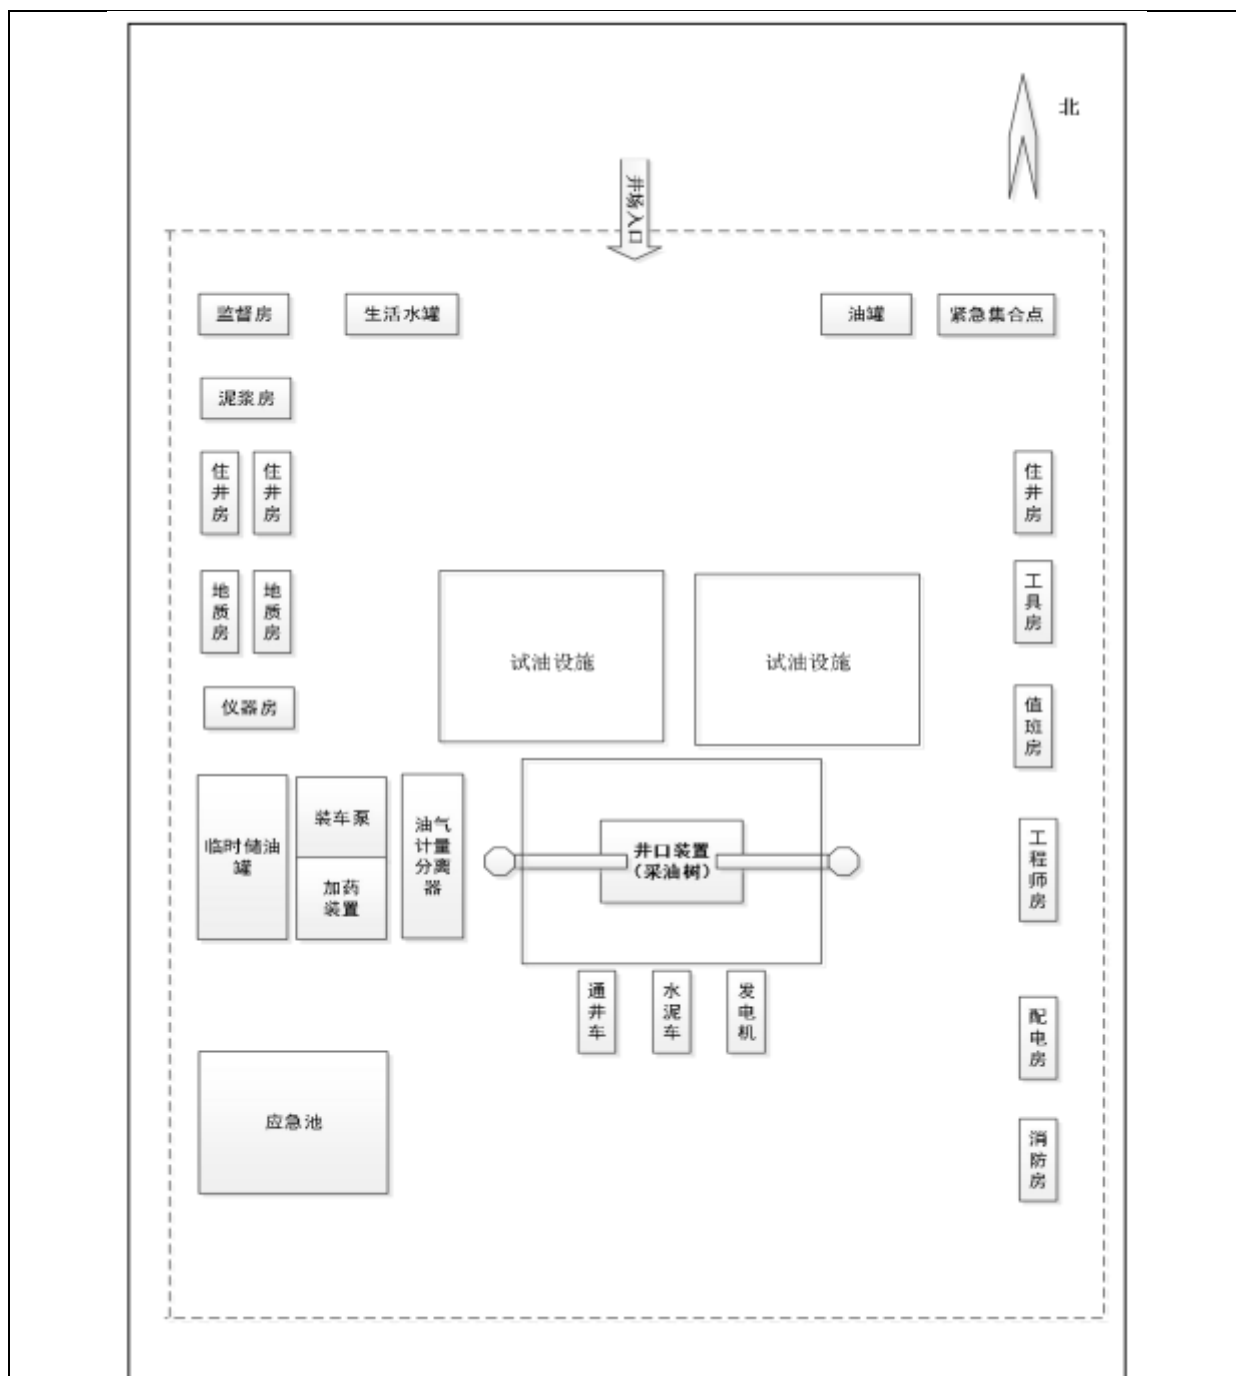 北
井场入口
监督房
生活水罐
油罐
紧急集合点
泥浆房
住井房
住井房
住井房
地质房
地质房
工具房
试油设施
试油设施
仪器房
值班房
临时储油
罐
装车泵
加药
装置
油气
计量
分离
器
井口装置
（采油树）
工程师房
通井车
水泥车
发电机
配电房
应急池
消防房